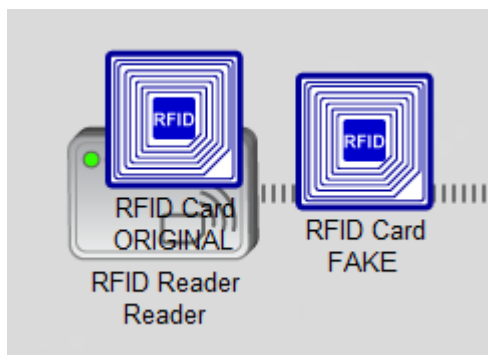 RFID
RFID Card
ORIGINAL
RFID Reader
Reader
RFID
RFID Card
FAKE